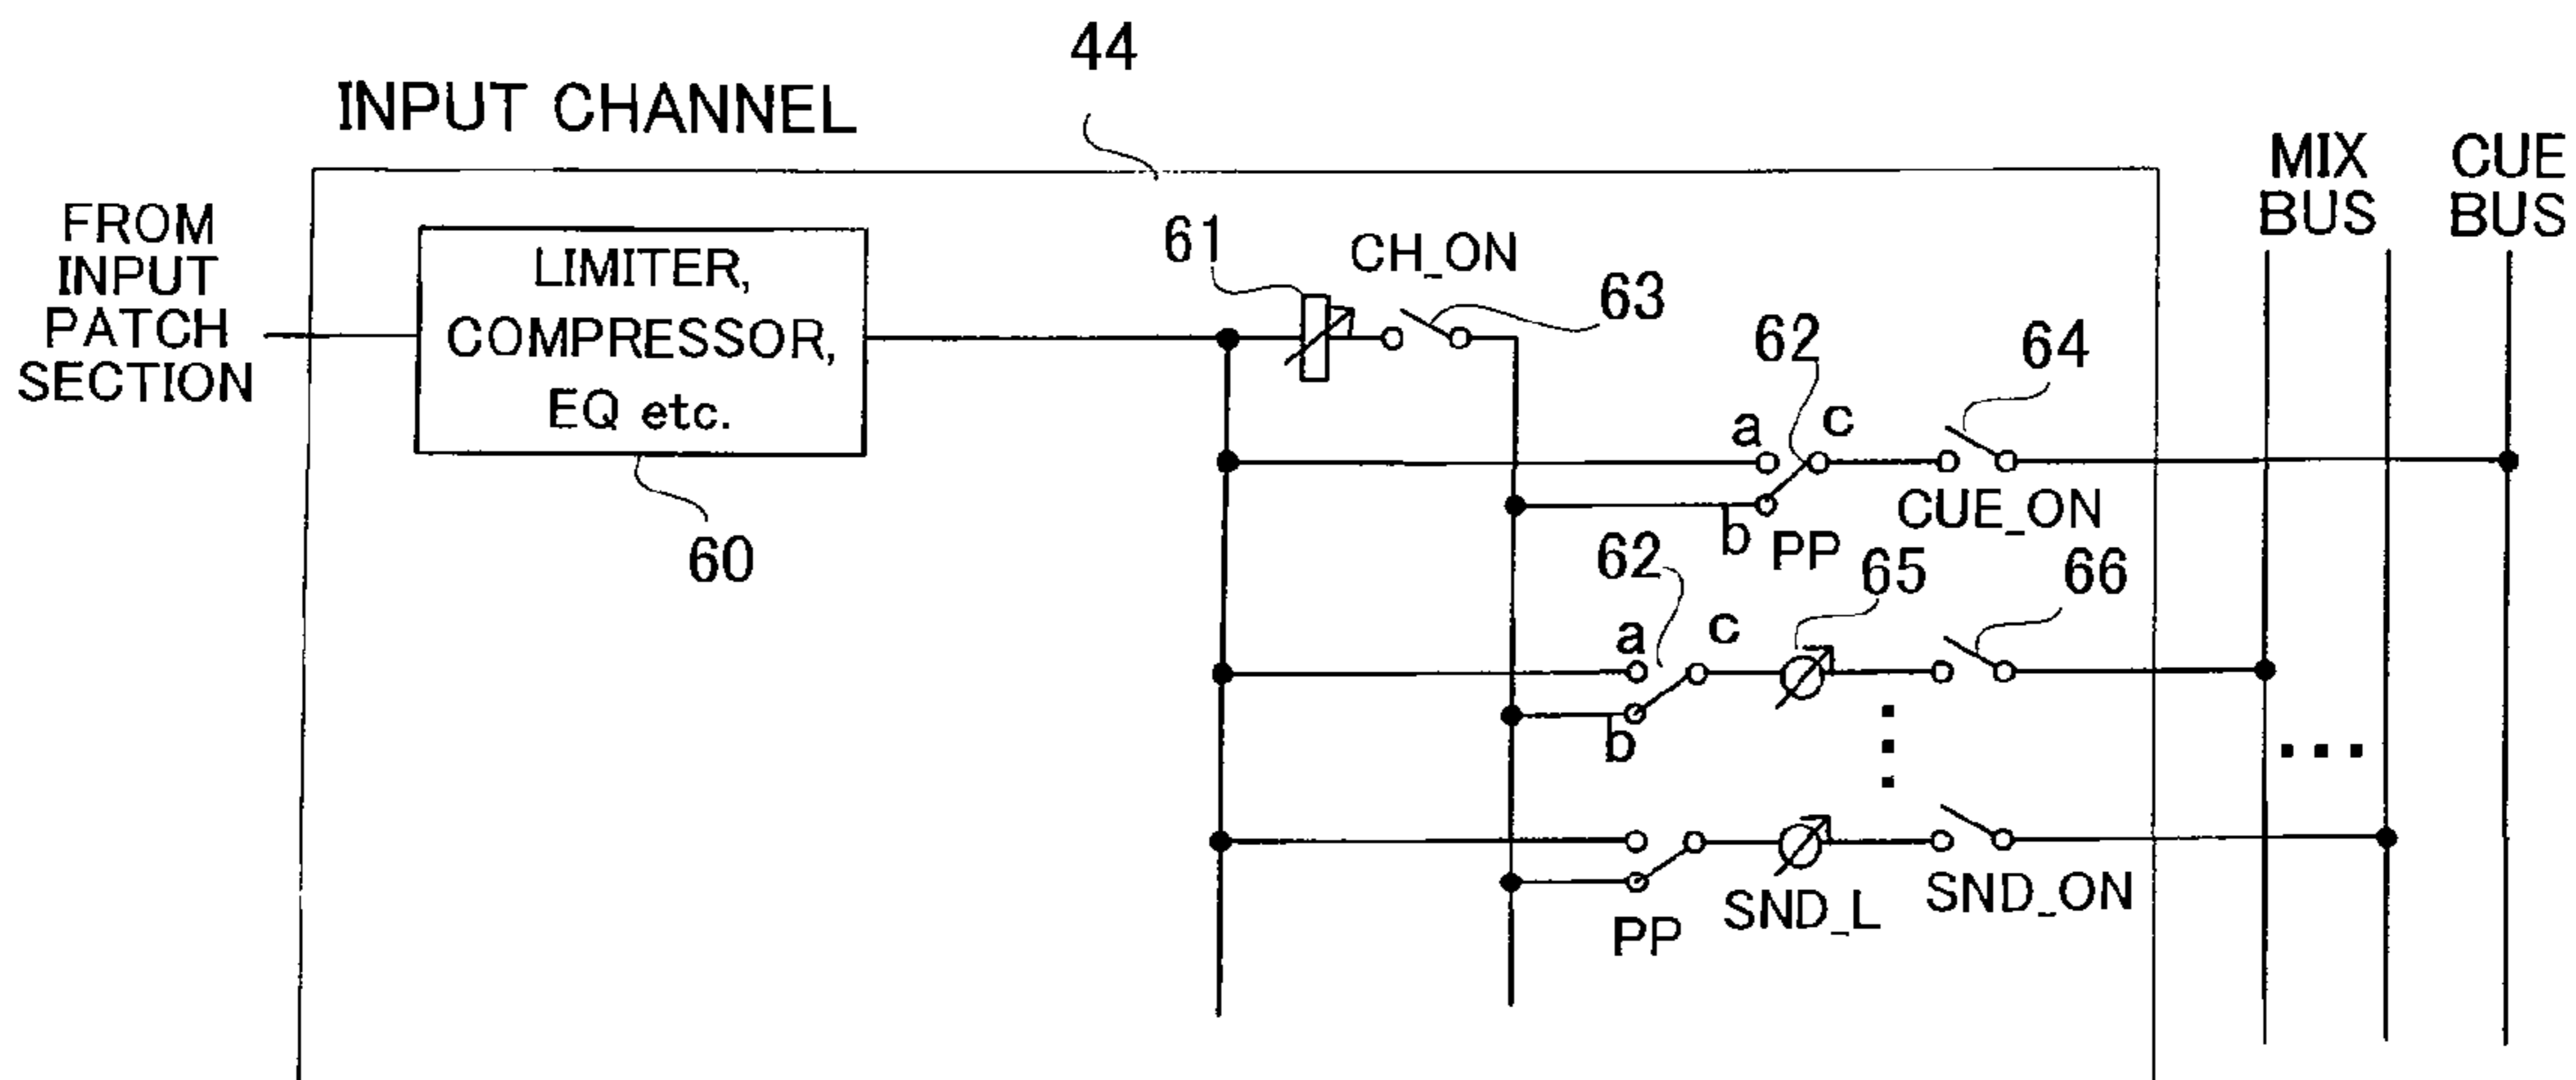 44
INPUT CHANNEL
MIX
BUS
CUE
BUS
FROM
INPUT
PATCH
SECTION
LIMITER,
COMPRESSOR,
EQ etc.
60
61
CH_ON
63
62
64
a
c
b
PP
CUE_ON
62
65
66
a
c
b
PP
SND_L
SND_ON